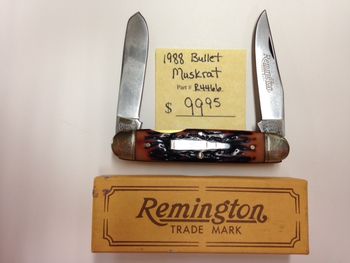 1988 Bullet
Muskrat
Part # R4466
$ 99.95
Remington
Remington®
TRADE MARK